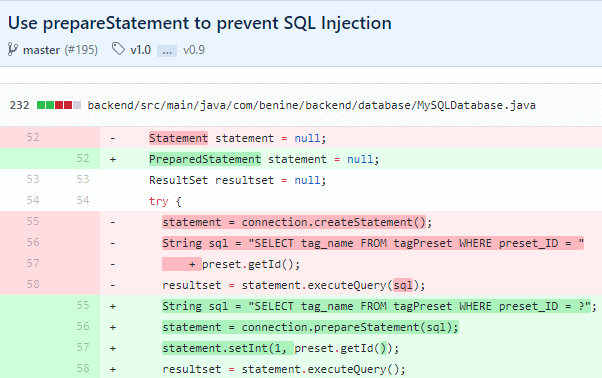 Use prepareStatement to prevent SQL Injection
master (#195) v1.0 ... v0.9
232 backend/src/main/java/com/benine/backend/database/MySQLDatabase.java
52 - Statement statement = null;
52 + PreparedStatement statement = null;
53 53 ResultSet resultset = null;
54 54 try {
55 - statement = connection.createStatement();
56 - String sql = "SELECT tag_name FROM tagPreset WHERE preset_ID = "
57 - + preset.getId();
58 - resultset = statement.executeQuery(sql);
55 + String sql = "SELECT tag_name FROM tagPreset WHERE preset_ID = ?";
56 + statement = connection.prepareStatement(sql);
57 + statement.setInt(1, preset.getId());
58 + resultset = statement.executeQuery();